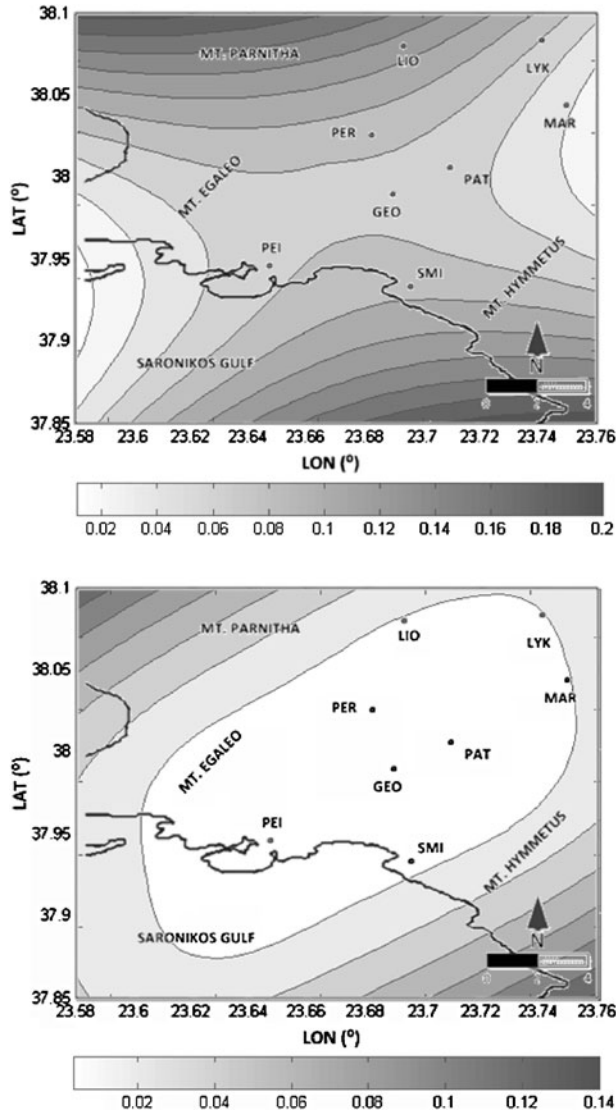 38.1
MT. PARNITHA
LIO
LYK
38.05
MAR
PER
38
PAT
MT. EGALEO
GEO
LAT (º)
37.95
PEI
SMI
MT. HYMMETUS
37.9
SARONIKOS GULF
N
0 2 4
37.85
23.58 23.6 23.62 23.64 23.66 23.68 23.7 23.72 23.74 23.76
LON (º)
0.02 0.04 0.06 0.08 0.1 0.12 0.14 0.16 0.18 0.2
38.1
MT. PARNITHA
LIO
LYK
38.05
MAR
PER
38
PAT
MT. EGALEO
GEO
LAT (º)
37.95
PEI
SMI
MT. HYMMETUS
37.9
SARONIKOS GULF
N
0 2 4
37.85
23.58 23.6 23.62 23.64 23.66 23.68 23.7 23.72 23.74 23.76
LON (º)
0.02 0.04 0.06 0.08 0.1 0.12 0.14